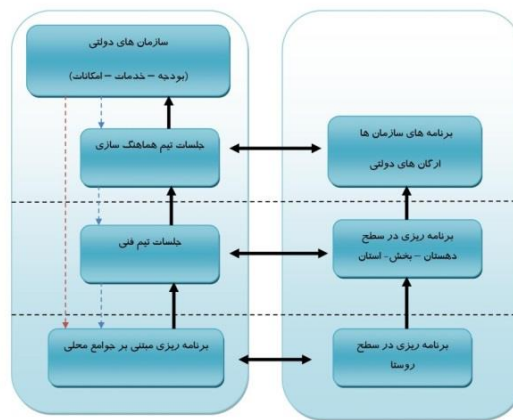 سازمان های دولتی
(بودجه – خدمات – امکانات)
جلسات تیم هماهنگ سازی
برنامه های سازمان ها
ارگان های دولتی
جلسات تیم فنی
برنامه ریزی در سطح
دهستان – بخش- استان
برنامه ریزی مبتنی بر جوامع محلی
برنامه ریزی در سطح
روستا